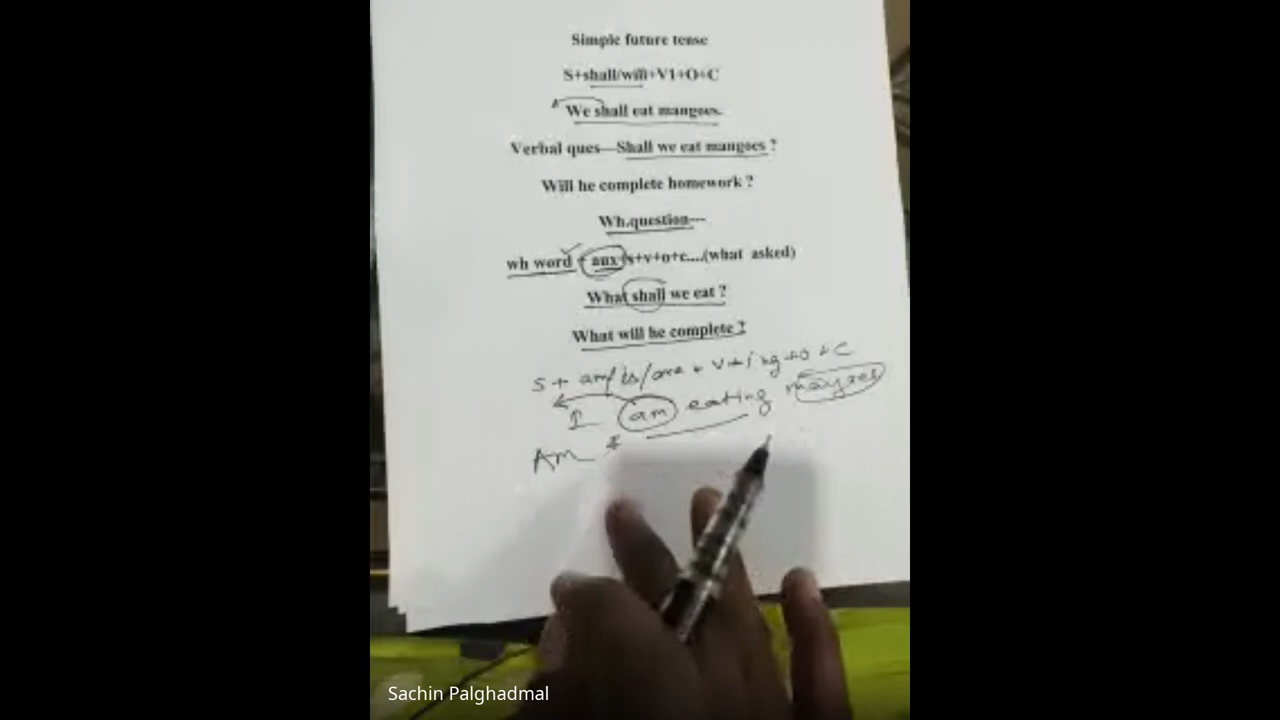 Simple future tense
S+shall/will+V1+O+C
We shall eat mangoes.
Verbal ques—Shall we eat mangoes ?
Will he complete homework ?
Wh.question---
wh word + aux+s+v+o+c....(what asked)
What shall we eat ?
What will he complete ?
S + am/is/are + V+ing+O+C
I am eating mangoes
Am
Sachin Palghadmal